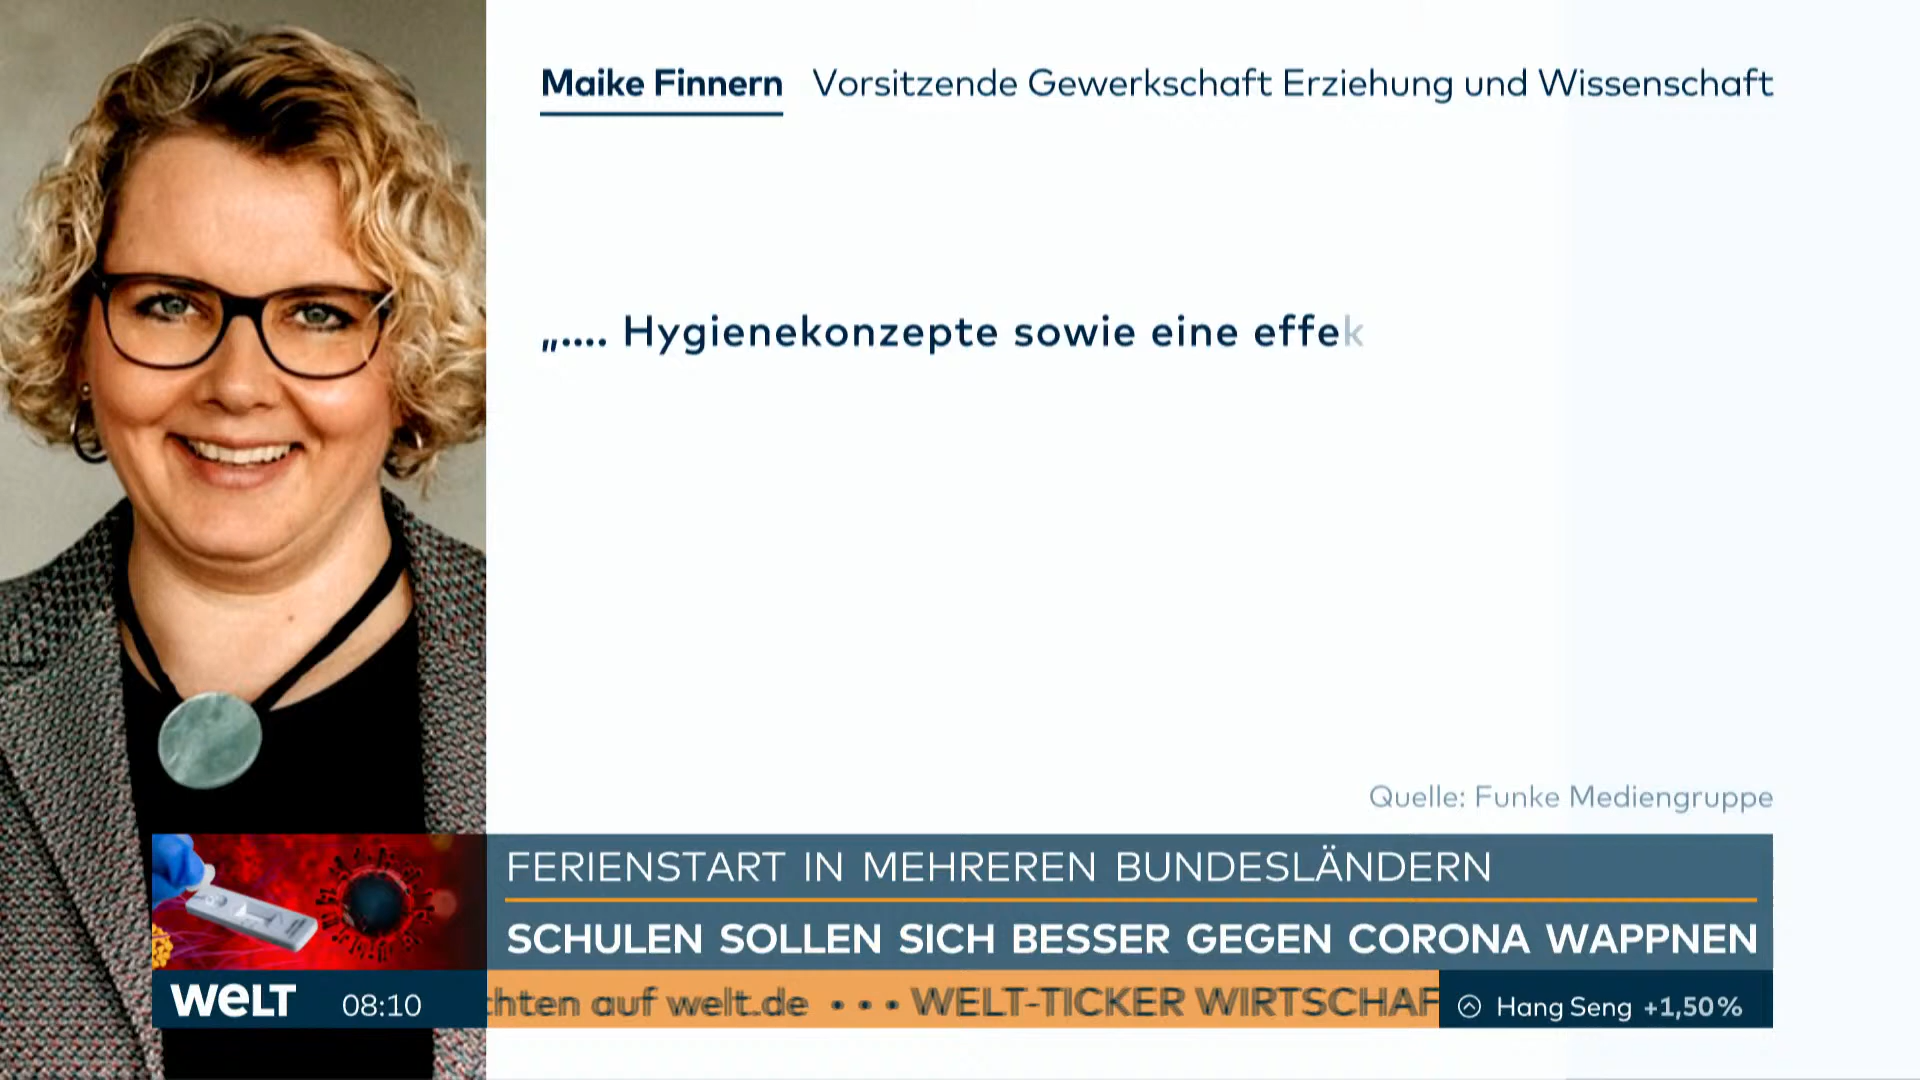 Maike Finnern Vorsitzende Gewerkschaft Erziehung und Wissenschaft
„.... Hygienekonzepte sowie eine effek
Quelle: Funke Mediengruppe
FERIENSTART IN MEHREREN BUNDESLÄNDERN
SCHULEN SOLLEN SICH BESSER GEGEN CORONA WAPPNEN
WELT 08:10 chten auf welt.de • • • WELT-TICKER WIRTSCHAF Hang Seng +1,50%